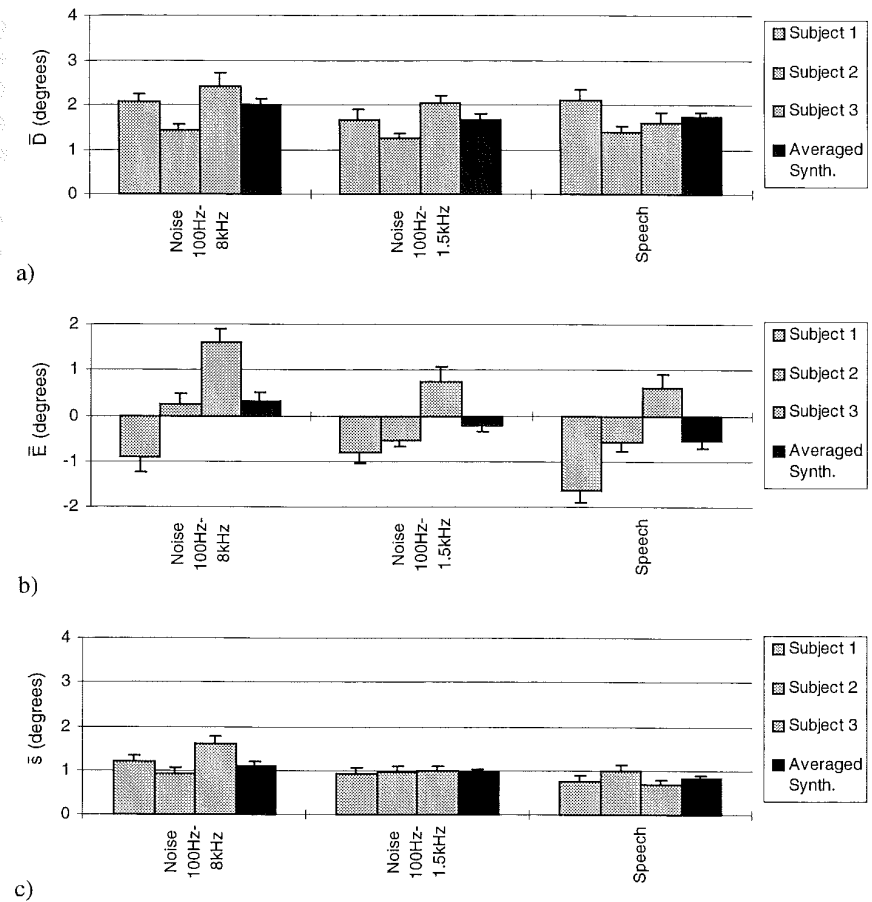 4
3
2
1
0
D̅ (degrees)
Noise
100Hz-
8kHz
Noise
100Hz-
1.5kHz
Speech
Subject 1
Subject 2
Subject 3
Averaged
Synth.
a)
2
1
0
-1
-2
E̅ (degrees)
Noise
100Hz-
8kHz
Noise
100Hz-
1.5kHz
Speech
Subject 1
Subject 2
Subject 3
Averaged
Synth.
b)
4
3
2
1
0
s̅ (degrees)
Noise
100Hz-
8kHz
Noise
100Hz-
1.5kHz
Speech
Subject 1
Subject 2
Subject 3
Averaged
Synth.
c)